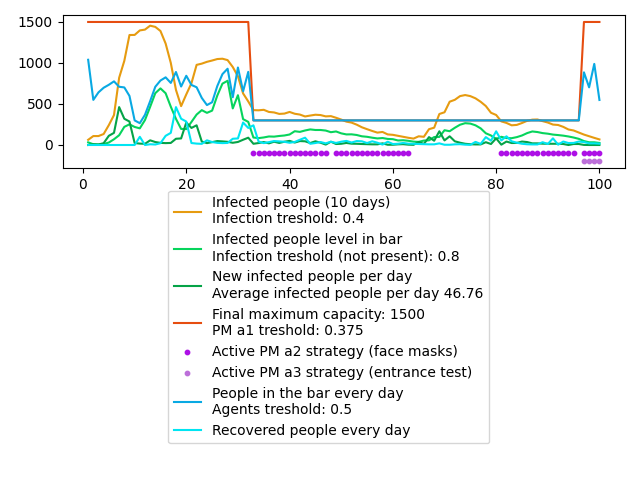 1500
1000
500
0
0
20
40
60
80
100
Infected people (10 days)
Infection treshold: 0.4
Infected people level in bar
Infection treshold (not present): 0.8
New infected people per day
Average infected people per day 46.76
Final maximum capacity: 1500
PM a1 treshold: 0.375
Active PM a2 strategy (face masks)
Active PM a3 strategy (entrance test)
People in the bar every day
Agents treshold: 0.5
Recovered people every day